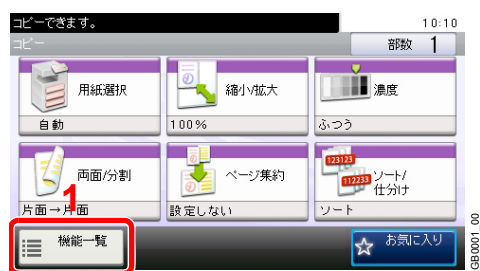 コピーできます。 10:10
コピー 部数 1
用紙選択 縮小/拡大 濃度
自動 100% ふつう
123123
112233
両面/分割 ページ集約 ソート/
仕分け
1
片面→片面 設定しない ソート
機能一覧 お気に入り
GB0001_00